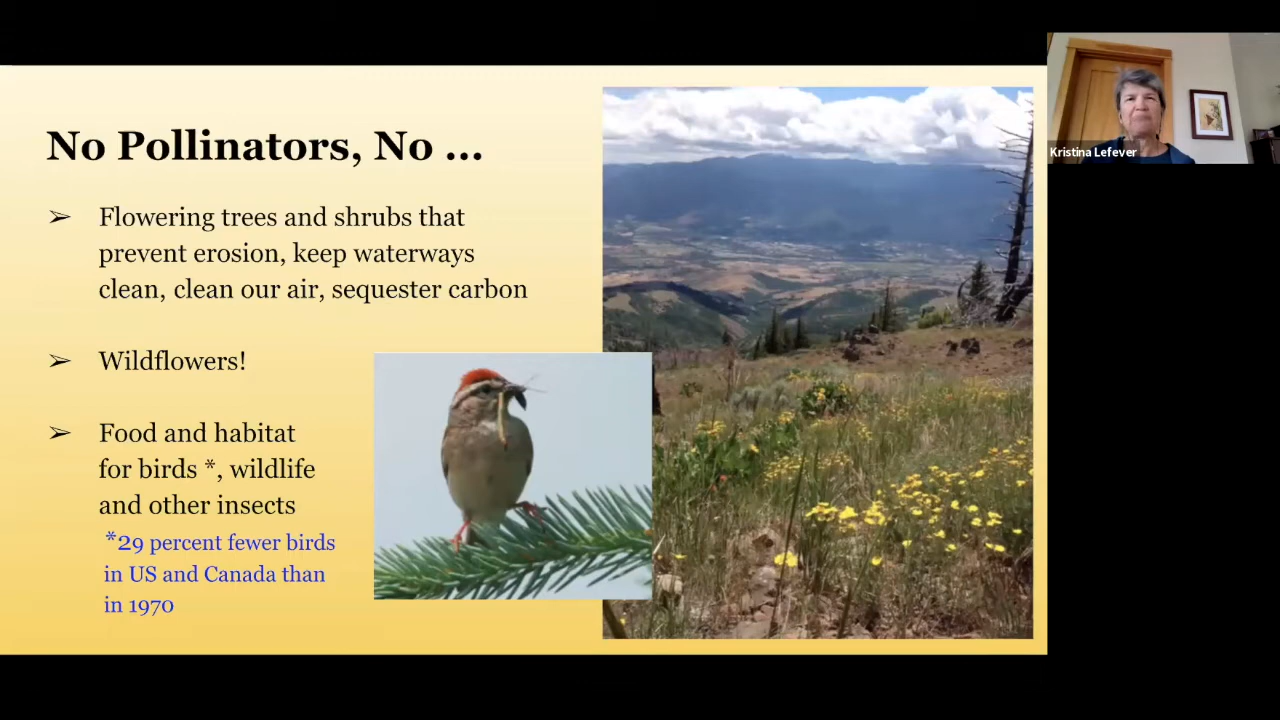 No Pollinators, No ...
➢ Flowering trees and shrubs that
prevent erosion, keep waterways
clean, clean our air, sequester carbon
➢ Wildflowers!
➢ Food and habitat
for birds *, wildlife
and other insects
*29 percent fewer birds
in US and Canada than
in 1970
Kristina Lefever